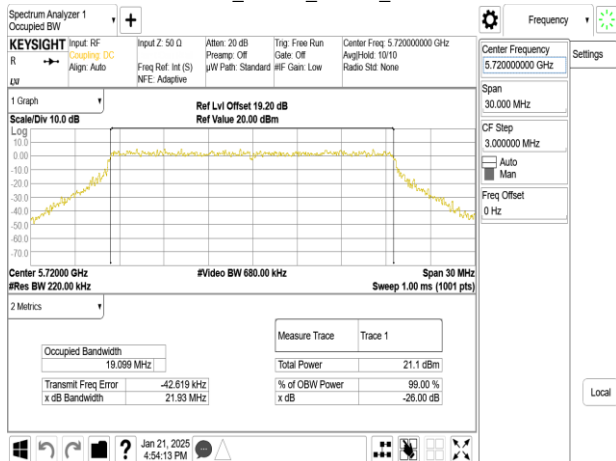 Spectrum Analyzer 1
Occupied BW
Frequency
KEYSIGHT
R
Input: RF
Coupling: DC
Align: Auto
Input Z: 50 Ω
Freq Ref: Int (S)
NFE: Adaptive
Atten: 20 dB
Preamp: Off
µW Path: Standard
Trig: Free Run
Gate: Off
#IF Gain: Low
Center Freq: 5.720000000 GHz
Avg|Hold: 10/10
Radio Std: None
Center Frequency
5.720000000 GHz
Settings
Span
30.000 MHz
CF Step
3.000000 MHz
Auto
Man
Freq Offset
0 Hz
Local
1 Graph
Scale/Div 10.0 dB
Ref Lvl Offset 19.20 dB
Ref Value 20.00 dBm
Log
10.0
0.00
-10.0
-20.0
-30.0
-40.0
-50.0
-60.0
-70.0
Center 5.72000 GHz
#Video BW 680.00 kHz
Span 30 MHz
#Res BW 220.00 kHz
Sweep 1.00 ms (1001 pts)
2 Metrics
Measure Trace
Trace 1
Occupied Bandwidth
19.099 MHz
Total Power
21.1 dBm
Transmit Freq Error
-42.619 kHz
% of OBW Power
99.00 %
x dB Bandwidth
21.93 MHz
x dB
-26.00 dB
Jan 21, 2025
4:54:13 PM